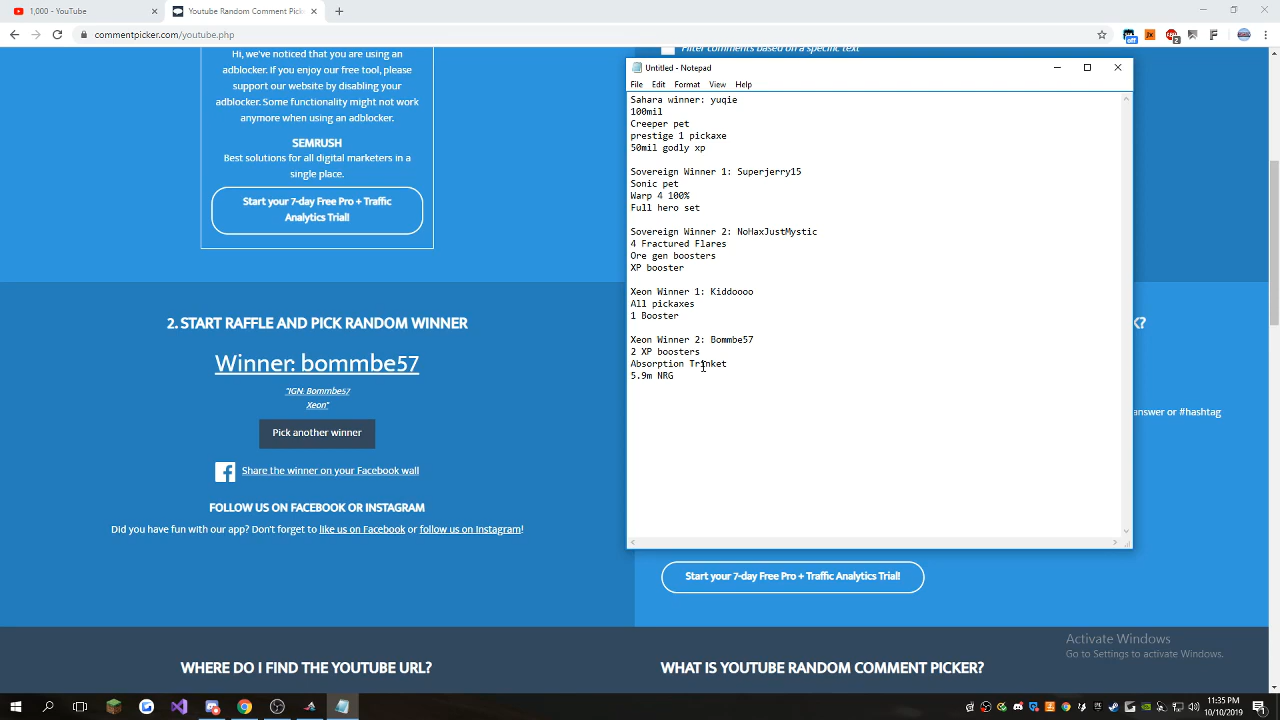 1,000 - YouTube
Youtube Random Comment Picke
commentpicker.com/youtube.php
Hi, we've noticed that you are using an
adblocker. If you enjoy our free tool, please
support our website by disabling your
adblocker. Some functionality might not work
anymore when using an adblocker.
SEMRUSH
Best solutions for all digital marketers in a
single place.
Start your 7-day Free Pro + Traffic
Analytics Trial!
2. START RAFFLE AND PICK RANDOM WINNER
Winner: bommbe57
"IGN: Bommbe57
Xeon"
Pick another winner
Share the winner on your Facebook wall
FOLLOW US ON FACEBOOK OR INSTAGRAM
Did you have fun with our app? Don't forget to like us on Facebook or follow us on Instagram!
WHERE DO I FIND THE YOUTUBE URL?
Filter comments based on a specific text
Untitled - Notepad
File Edit Format View Help
Sahara winner: yuqie
100mil
Creeper pet
prestige 1 pickaxe
50mil godly xp
Sovereign Winner 1: Superjerry15
Sonic pet
Warp 4 100%
Full hero set
Sovereign Winner 2: NoHaxJustMystic
4 Fractured Flares
Ore gen boosters
XP booster
Xeon Winner 1: Kiddoooo
All pickaxes
1 Booster
Xeon Winner 2: Bommbe57
2 XP boosters
Absorption Trinket
5.9m NRG
K?
answer or #hashtag
Start your 7-day Free Pro + Traffic Analytics Trial!
Activate Windows
Go to Settings to activate Windows.
WHAT IS YOUTUBE RANDOM COMMENT PICKER?
11:35 PM
10/10/2019